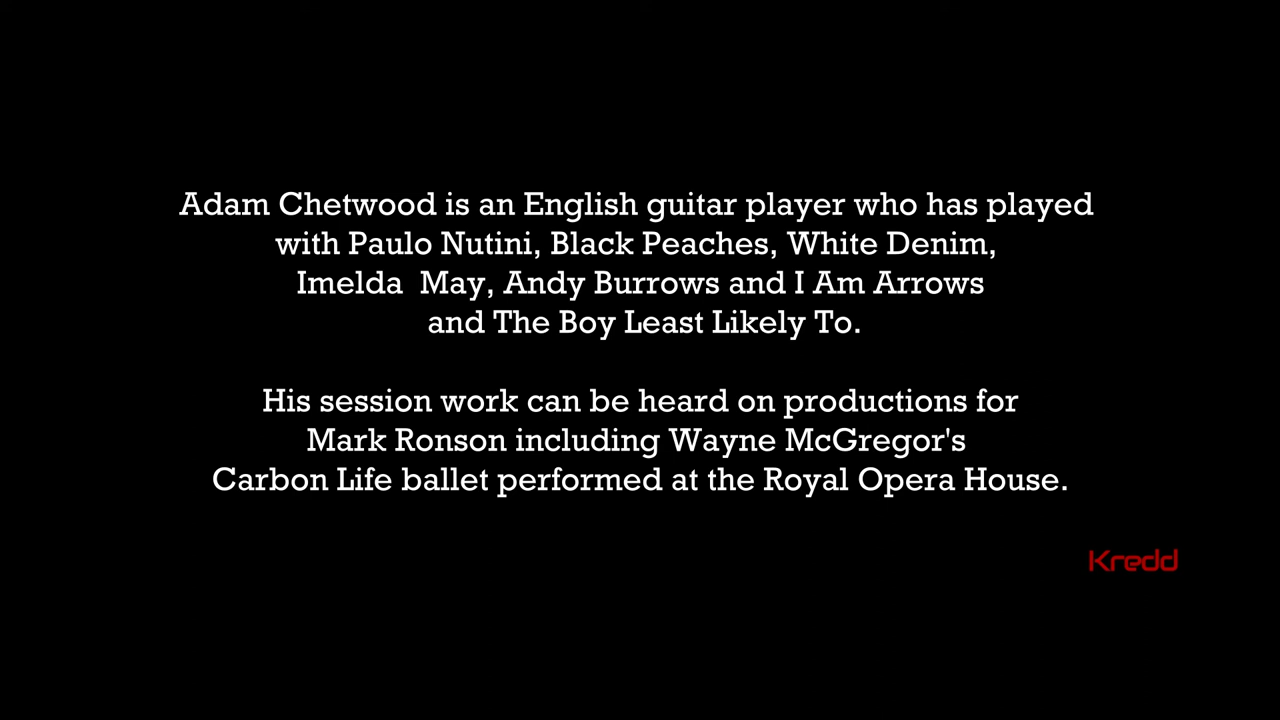 Adam Chetwood is an English guitar player who has played
with Paulo Nutini, Black Peaches, White Denim,
Imelda  May, Andy Burrows and I Am Arrows
and The Boy Least Likely To.
His session work can be heard on productions for
Mark Ronson including Wayne McGregor's
Carbon Life ballet performed at the Royal Opera House.
Kredd